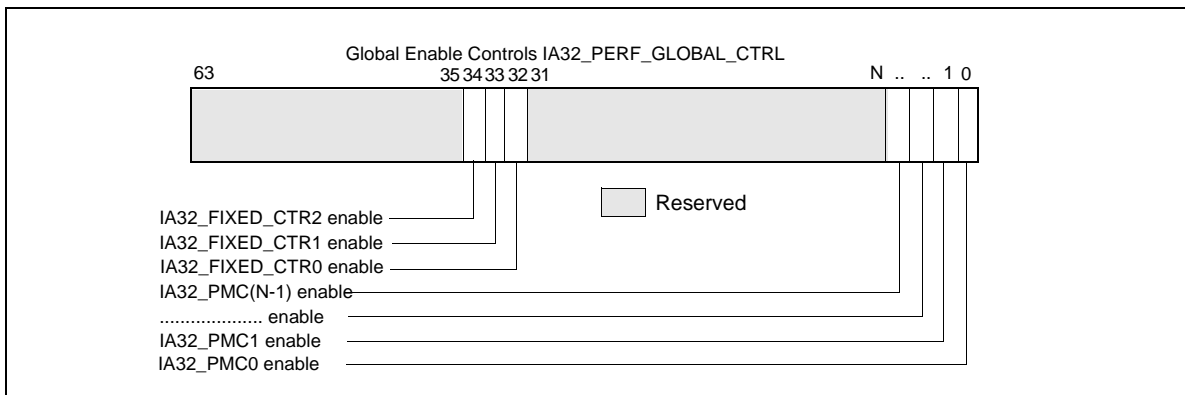 Global Enable Controls IA32_PERF_GLOBAL_CTRL
63 35 34 33 32 31 N .. .. 1 0
Reserved
IA32_FIXED_CTR2 enable
IA32_FIXED_CTR1 enable
IA32_FIXED_CTR0 enable
IA32_PMC(N-1) enable
.................... enable
IA32_PMC1 enable
IA32_PMC0 enable